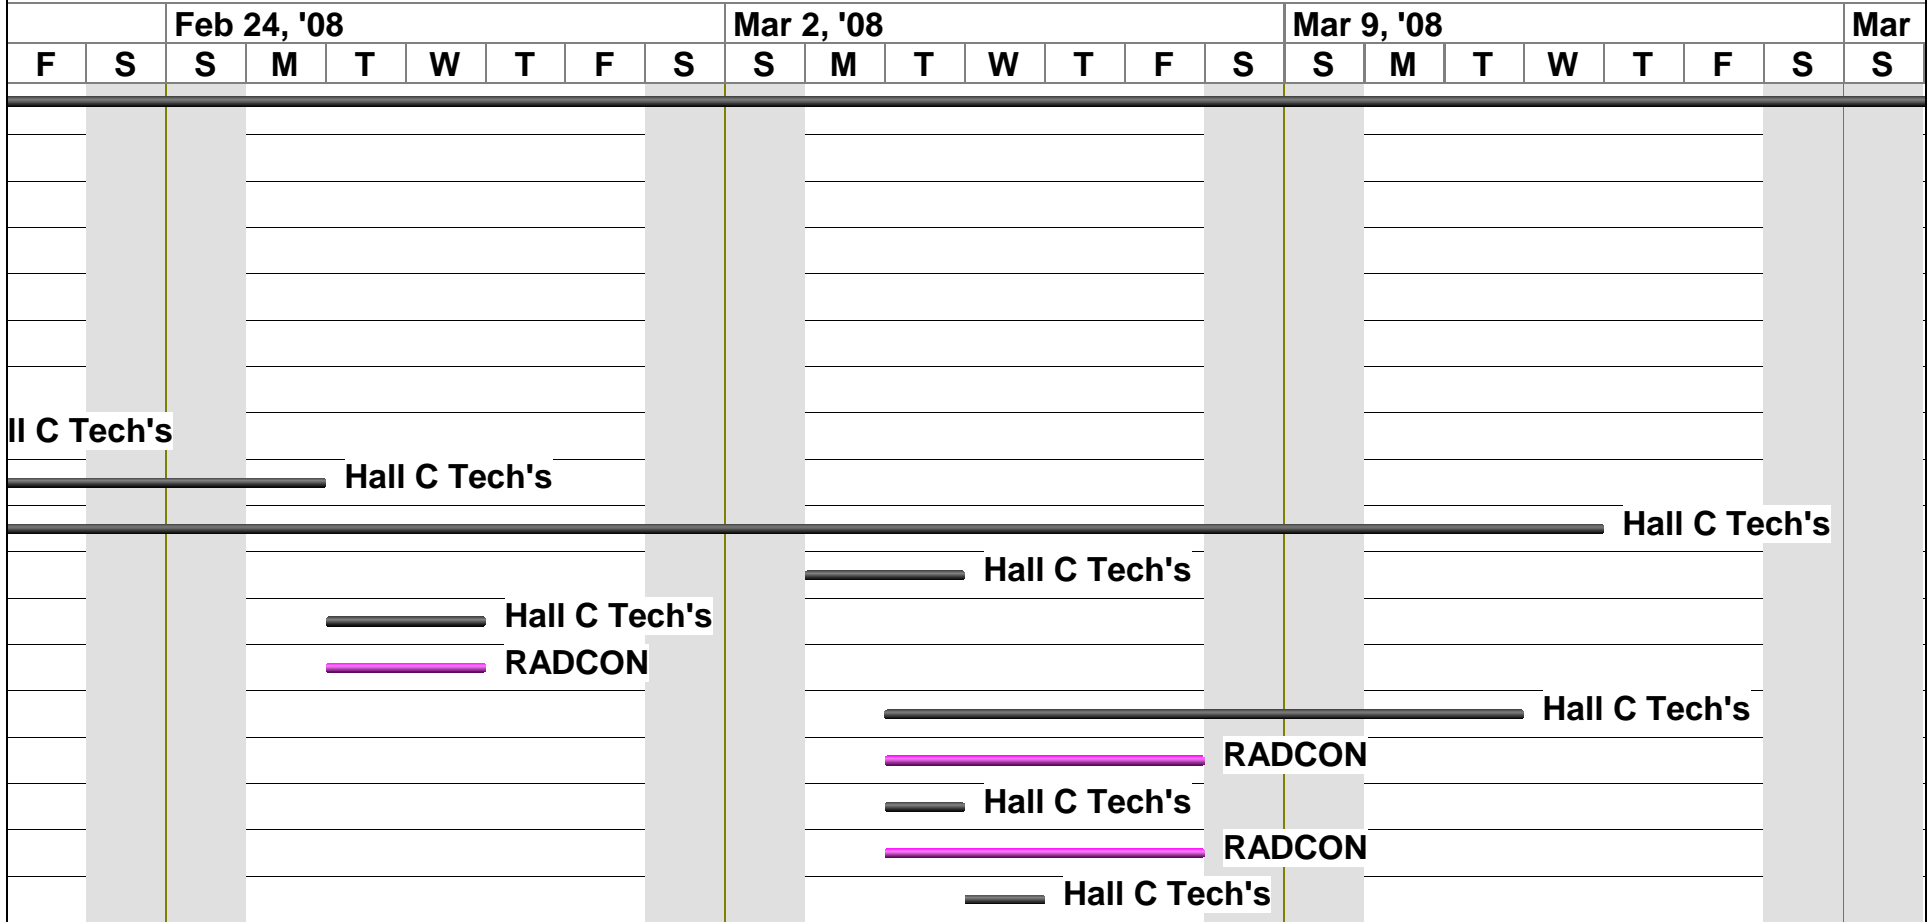 Feb 24, '08 Mar 2, '08 Mar 9, '08 Mar
F S S M T W T F S S M T W T F S S M T W T F S S
ll C Tech's
Hall C Tech's
Hall C Tech's
Hall C Tech's
Hall C Tech's
RADCON
Hall C Tech's
RADCON
Hall C Tech's
RADCON
Hall C Tech's